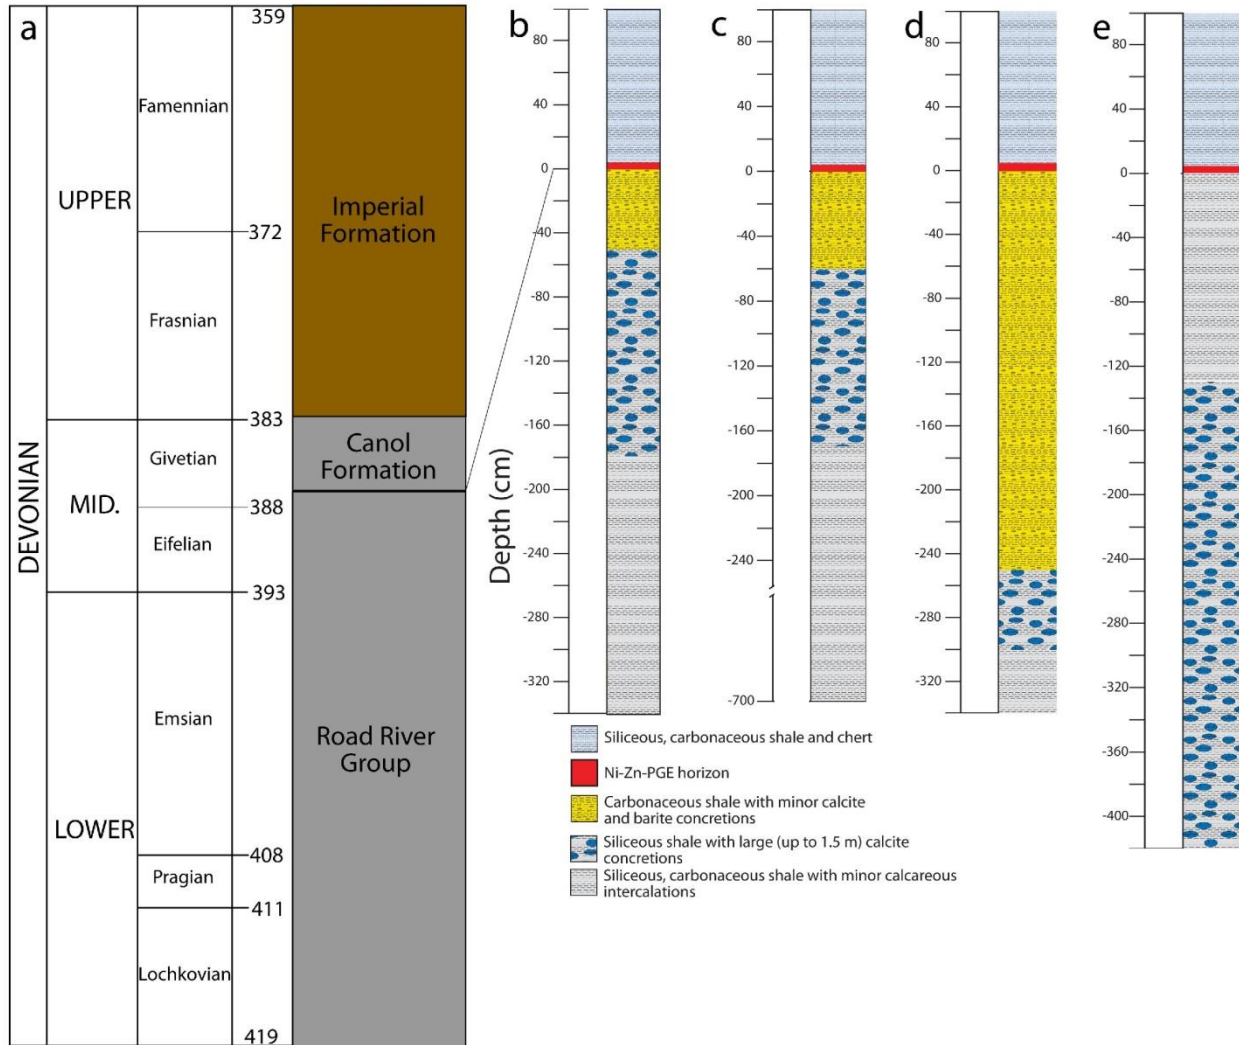 a
DEVONIAN
UPPER
MID.
LOWER
Famennian
Frasnian
Givetian
Eifelian
Emsian
Pragian
Lochkovian
359
372
383
388
393
408
411
419
Imperial
Formation
Canol
Formation
Road River
Group
Depth (cm)
b
80
40
0
-40
-80
-120
-160
-200
-240
-280
-320
c
80
40
0
-40
-80
-120
-160
-200
-240
-700
d
80
40
0
-40
-80
-120
-160
-200
-240
-280
-320
e
80
40
0
-40
-80
-120
-160
-200
-240
-280
-320
-360
-400
Siliceous, carbonaceous shale and chert
Ni-Zn-PGE horizon
Carbonaceous shale with minor calcite
and barite concretions
Siliceous shale with large (up to 1.5 m) calcite
concretions
Siliceous, carbonaceous shale with minor calcareous
intercalations